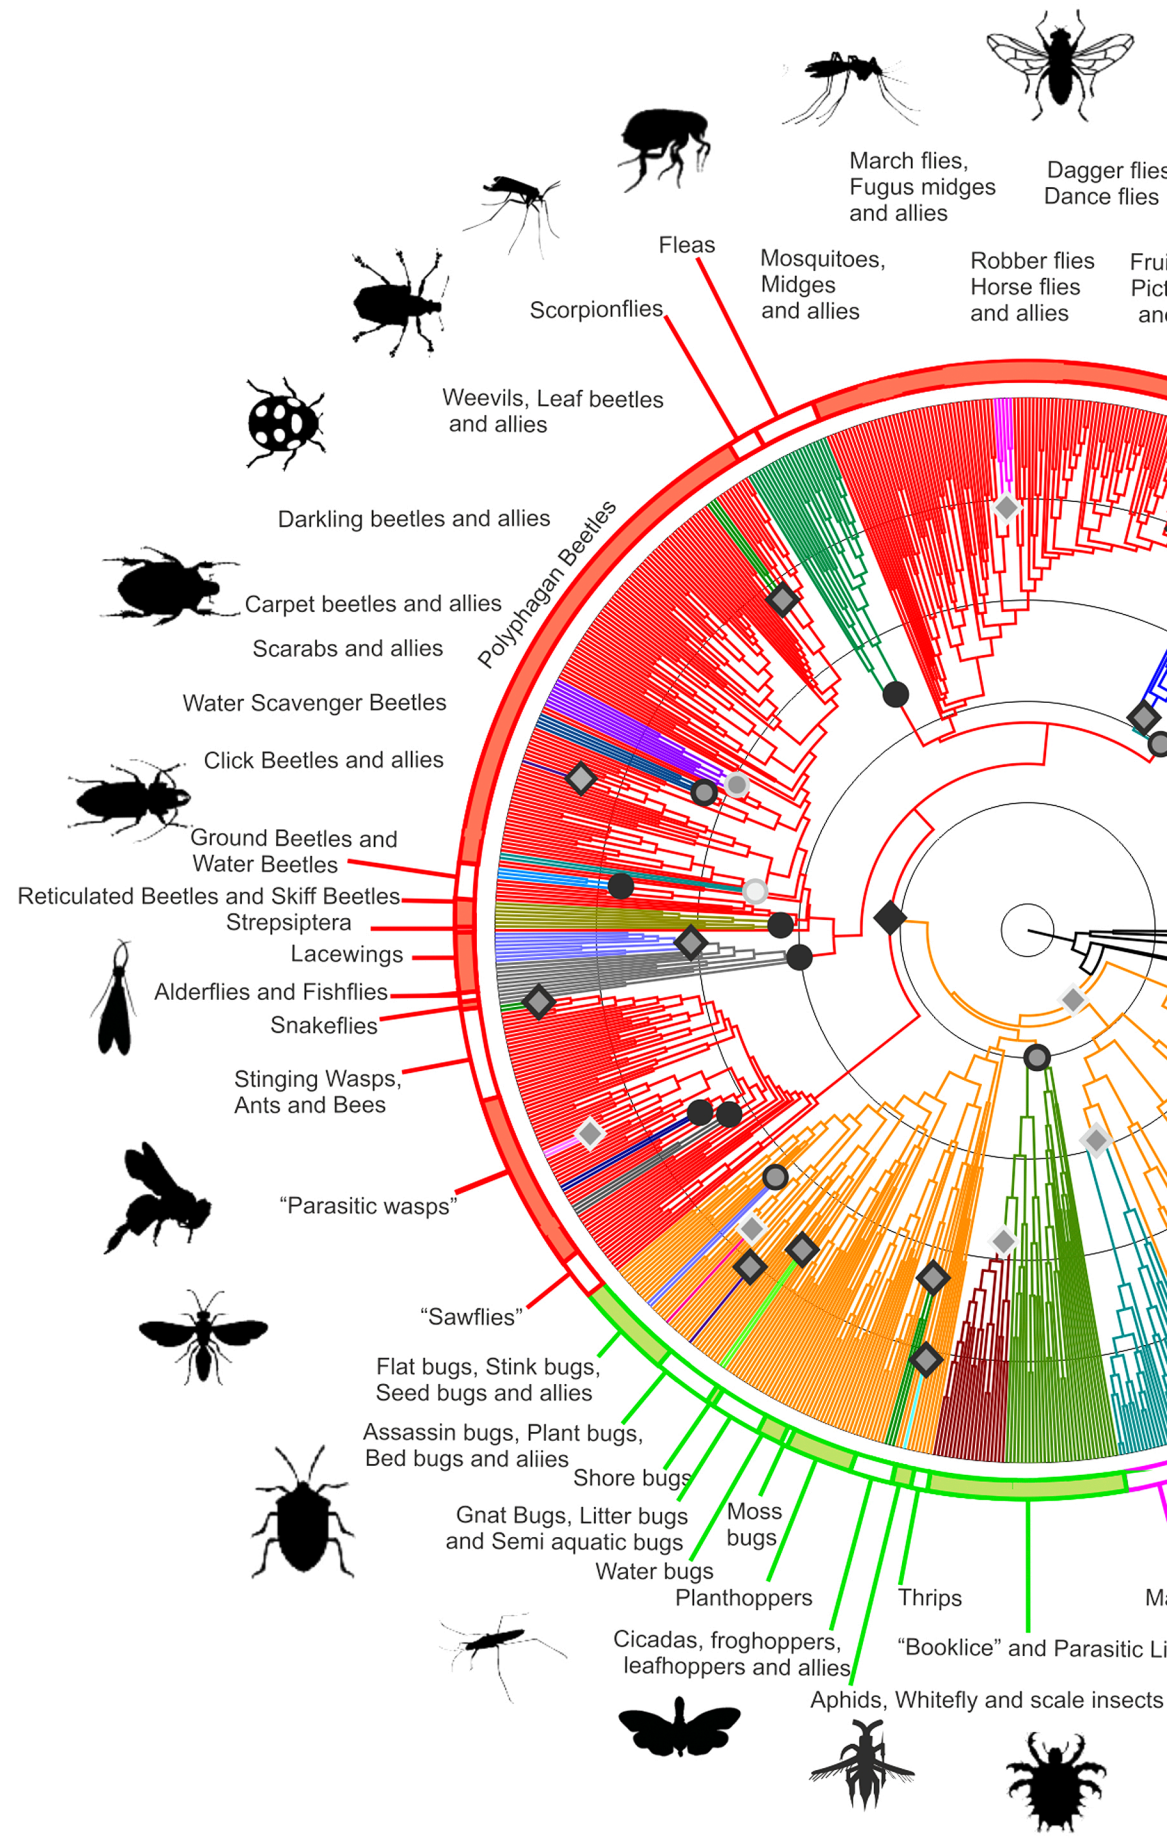 March flies,
Fugus midges
and allies
Dagger flies
Dance flies
Fleas
Mosquitoes,
Midges
and allies
Robber flies
Horse flies
and allies
Frui
Pict
and
Scorpionflies
Weevils, Leaf beetles
and allies
Polyphagan Beetles
Darkling beetles and allies
Carpet beetles and allies
Scarabs and allies
Water Scavenger Beetles
Click Beetles and allies
Ground Beetles and
Water Beetles
Reticulated Beetles and Skiff Beetles
Strepsiptera
Lacewings
Alderflies and Fishflies
Snakeflies
Stinging Wasps,
Ants and Bees
“Parasitic wasps”
“Sawflies”
Flat bugs, Stink bugs,
Seed bugs and allies
Assassin bugs, Plant bugs,
Bed bugs and aliies
Shore bugs
Gnat Bugs, Litter bugs
and Semi aquatic bugs
Moss
bugs
Water bugs
Planthoppers
Thrips
Ma
Cicadas, froghoppers,
leafhoppers and allies
“Booklice” and Parasitic Li
Aphids, Whitefly and scale insects